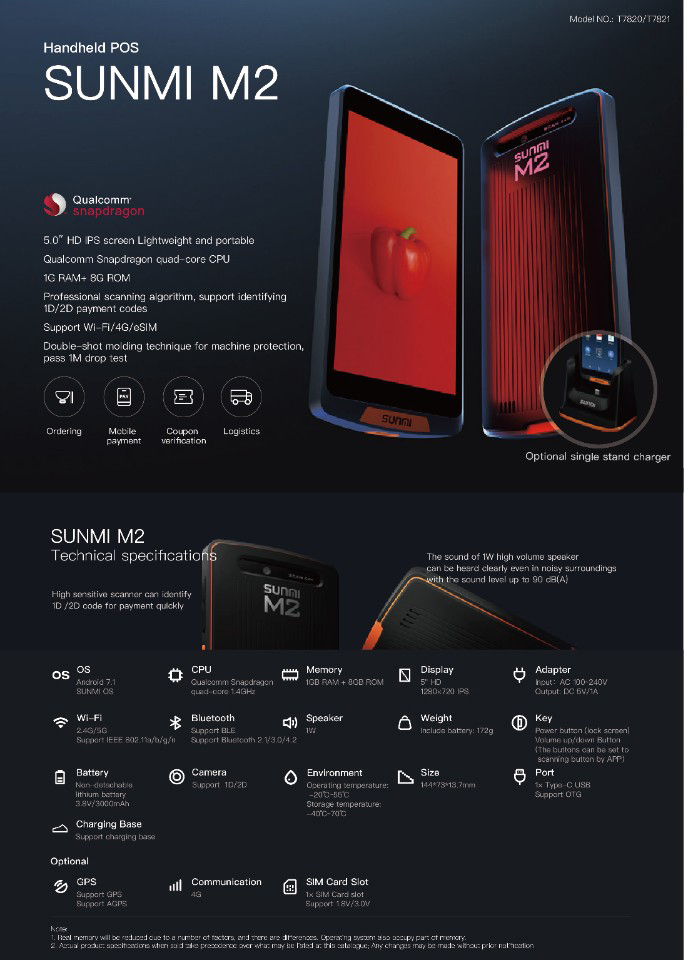 Model NO.: T7820/T7821
Handheld POS
SUNMI M2
SUNMI
M2
Qualcomm
snapdragon
5.0" HD IPS screen Lightweight and portable
Qualcomm Snapdragon quad-core CPU
1G RAM+ 8G ROM
Professional scanning algorithm, support identifying
1D/2D payment codes
Support Wi-Fi/4G/eSIM
Double-shot molding technique for machine protection,
pass 1M drop test
PAY
Ordering
Mobile
payment
Coupon
verification
Logistics
SUNMI
SUNMI
Optional single stand charger
SUNMI M2
Technical specifications
High sensitive scanner can identify
1D /2D code for payment quickly
SUNMI
M2
The sound of 1W high volume speaker
can be heard clearly even in noisy surroundings
with the sound level up to 90 dB(A)
OS
OS
Android 7.1
SUNMI OS
CPU
Qualcomm Snapdragon
quad-core 1.4GHz
Memory
1GB RAM + 8GB ROM
Display
5" HD
1280×720 IPS
Adapter
Input: AC 100-240V
Output: DC 5V/1A
Wi-Fi
2.4G/5G
Support IEEE 802.11a/b/g/n
Bluetooth
Support BLE
Support Bluetooth 2.1/3.0/4.2
Speaker
1W
Weight
Include battery: 172g
Key
Power button (lock screen)
Volume up/down Button
(The buttons can be set to
scanning button by APP)
Battery
Non-detachable
lithium battery
3.8V/3000mAh
Camera
Support 1D/2D
Environment
Operating temperature:
-20℃-55℃
Storage temperature:
-40℃-70℃
Size
144*73*13.7mm
Port
1x Type-C USB
Support OTG
Charging Base
Support charging base
Optional
GPS
Support GPS
Support AGPS
Communication
4G
SIM Card Slot
1x SIM Card slot
Support 1.8V/3.0V
Note:
1. Real memory will be reduced due to a number of factors, and there are differences. Operating system also occupy part of memory.
2. Actual product specifications when sold take precedence over what may be listed at this catalogue; Any changes may be made without prior notification